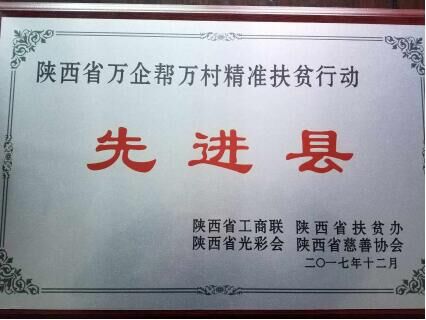 陕西省万企帮万村精准扶贫行动
先进县
陕西省工商联 陕西省扶贫办
陕西省光彩会 陕西省慈善协会
二〇一七年十二月